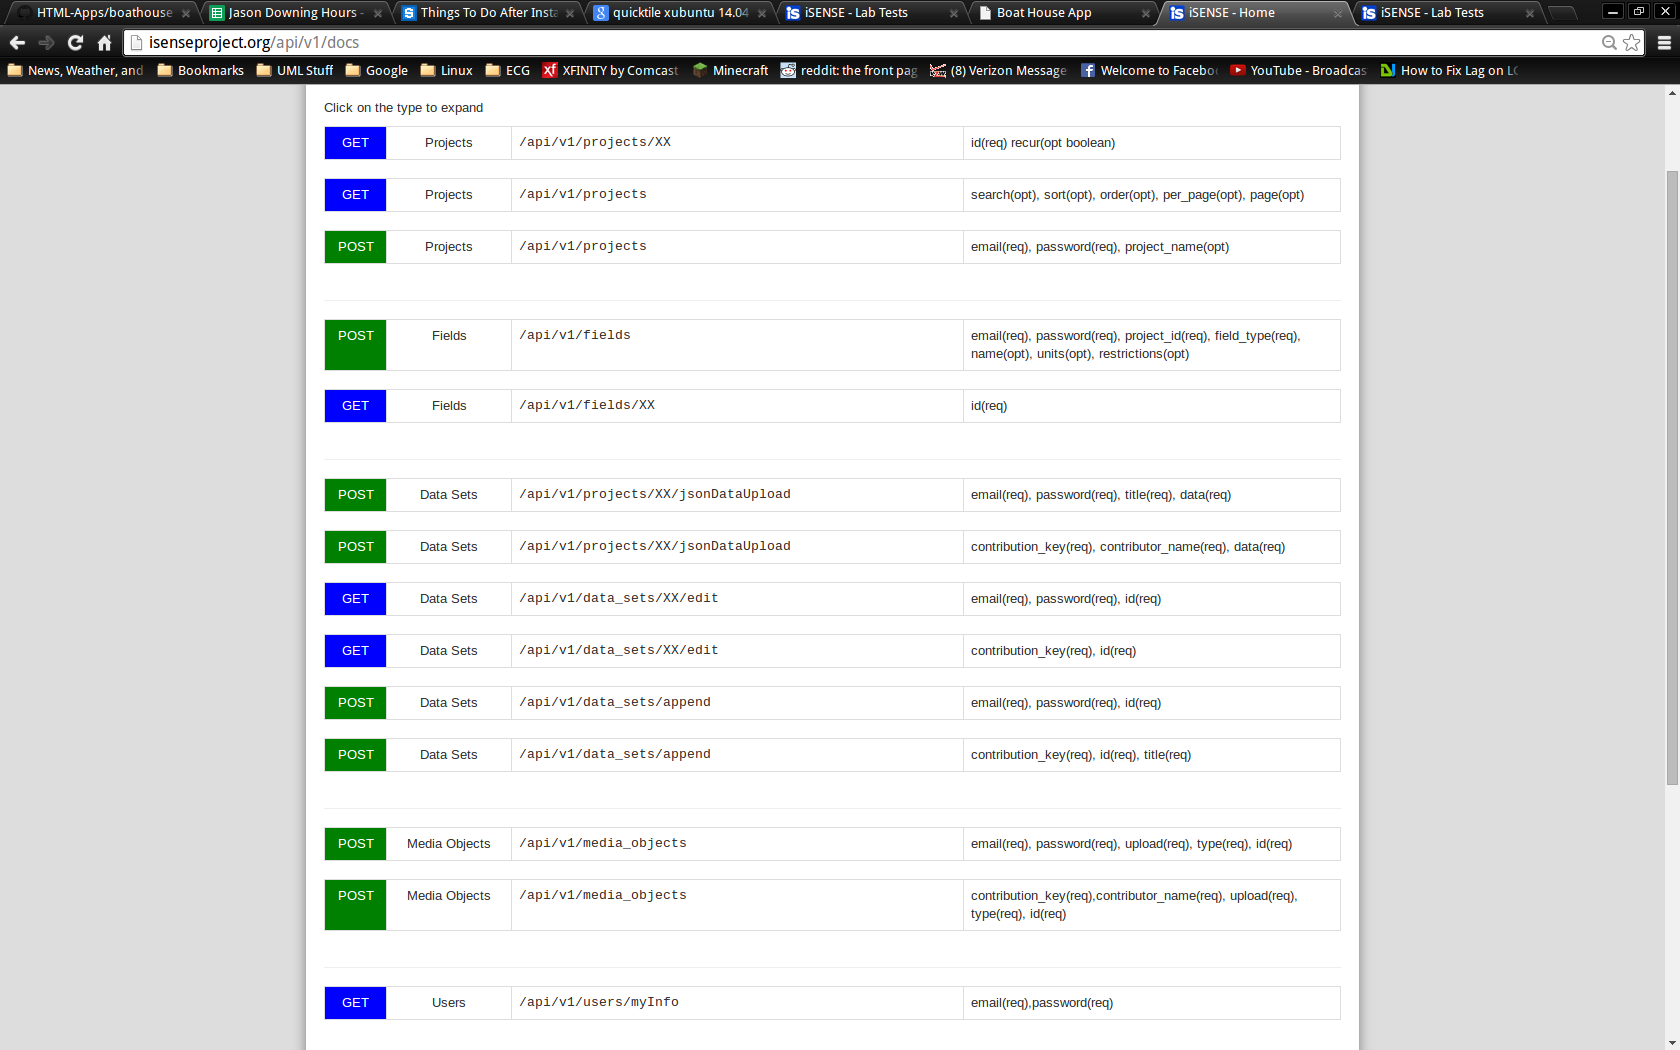 HTML-Apps/boathouse
Jason Downing Hours -
Things To Do After Insta
quicktile xubuntu 14.04
iSENSE - Lab Tests
Boat House App
iSENSE - Home
iSENSE - Lab Tests
isenseproject.org/api/v1/docs
News, Weather, and
Bookmarks
UML Stuff
Google
Linux
ECG
XFINITY by Comcast
Minecraft
reddit: the front pag
(8) Verizon Message
Welcome to Facebo
YouTube - Broadcas
How to Fix Lag on LO
Click on the type to expand
GET Projects /api/v1/projects/XX id(req) recur(opt boolean)
GET Projects /api/v1/projects search(opt), sort(opt), order(opt), per_page(opt), page(opt)
POST Projects /api/v1/projects email(req), password(req), project_name(opt)
POST Fields /api/v1/fields email(req), password(req), project_id(req), field_type(req),
name(opt), units(opt), restrictions(opt)
GET Fields /api/v1/fields/XX id(req)
POST Data Sets /api/v1/projects/XX/jsonDataUpload email(req), password(req), title(req), data(req)
POST Data Sets /api/v1/projects/XX/jsonDataUpload contribution_key(req), contributor_name(req), data(req)
GET Data Sets /api/v1/data_sets/XX/edit email(req), password(req), id(req)
GET Data Sets /api/v1/data_sets/XX/edit contribution_key(req), id(req)
POST Data Sets /api/v1/data_sets/append email(req), password(req), id(req)
POST Data Sets /api/v1/data_sets/append contribution_key(req), id(req), title(req)
POST Media Objects /api/v1/media_objects email(req), password(req), upload(req), type(req), id(req)
POST Media Objects /api/v1/media_objects contribution_key(req),contributor_name(req), upload(req),
type(req), id(req)
GET Users /api/v1/users/myInfo email(req),password(req)